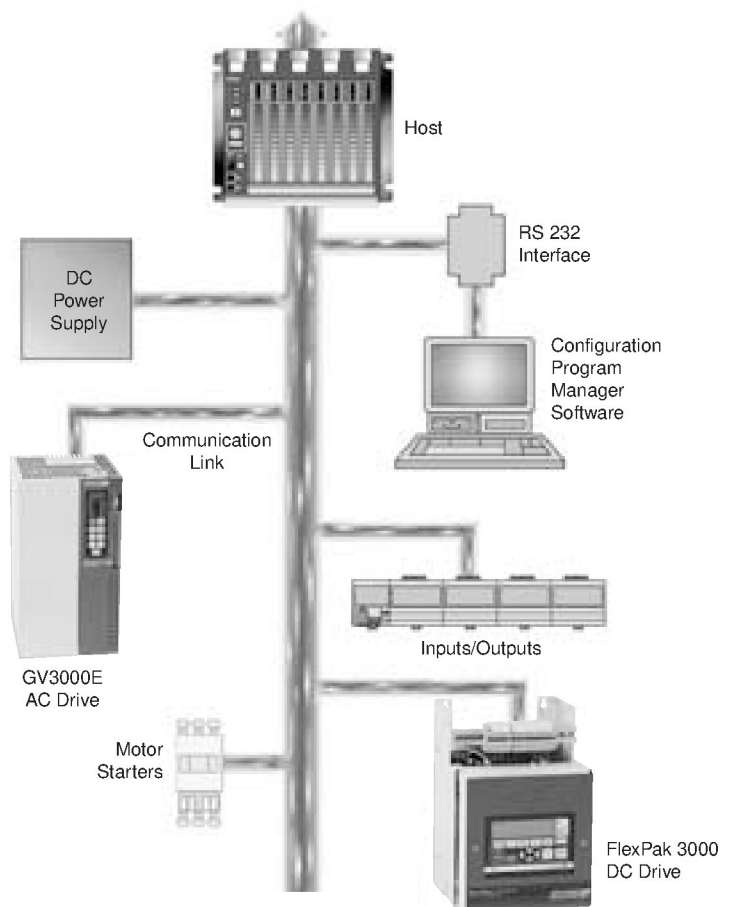 Host
RS 232
Interface
DC
Power
Supply
Configuration
Program
Manager
Software
Communication
Link
Inputs/Outputs
GV3000E
AC Drive
Motor
Starters
FlexPak 3000
DC Drive